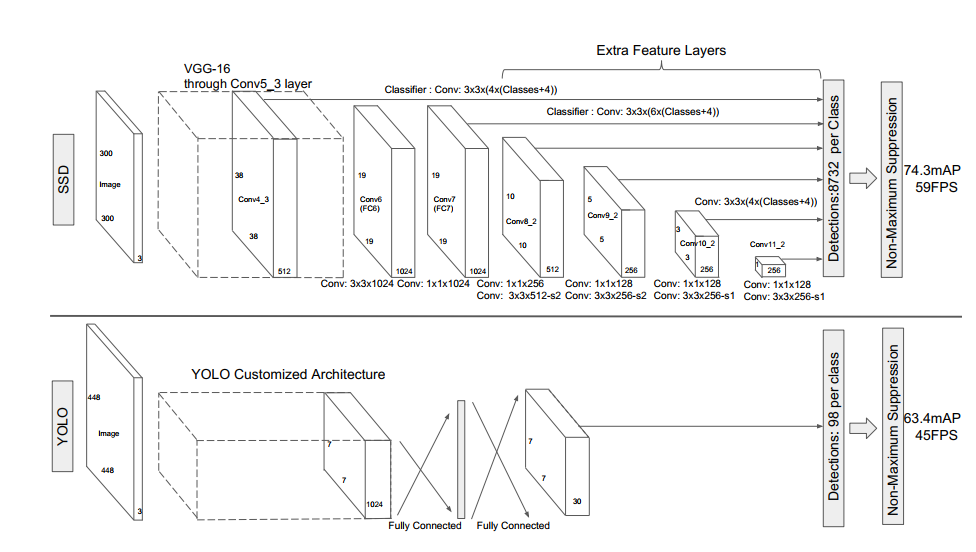 Extra Feature Layers
VGG-16
through Conv5_3 layer
Classifier : Conv: 3x3x(4x(Classes+4))
Classifier : Conv: 3x3x(6x(Classes+4))
Conv: 3x3x(4x(Classes+4))
SSD
300
Image
300
3
38
Conv4_3
38
512
19
Conv6
(FC6)
19
1024
19
Conv7
(FC7)
19
1024
10
Conv8_2
10
512
5
Conv9_2
5
256
3
Conv10_2
3
256
Conv11_2
1
256
Conv: 3x3x1024
Conv: 1x1x1024
Conv: 1x1x256
Conv: 3x3x512-s2
Conv: 1x1x128
Conv: 3x3x256-s2
Conv: 1x1x128
Conv: 3x3x256-s1
Conv: 1x1x128
Conv: 3x3x256-s1
Detections:8732 per Class
Non-Maximum Suppression
74.3mAP
59FPS
YOLO
448
Image
448
3
YOLO Customized Architecture
7
7
1024
Fully Connected
Fully Connected
7
7
30
Detections: 98 per class
Non-Maximum Suppression
63.4mAP
45FPS